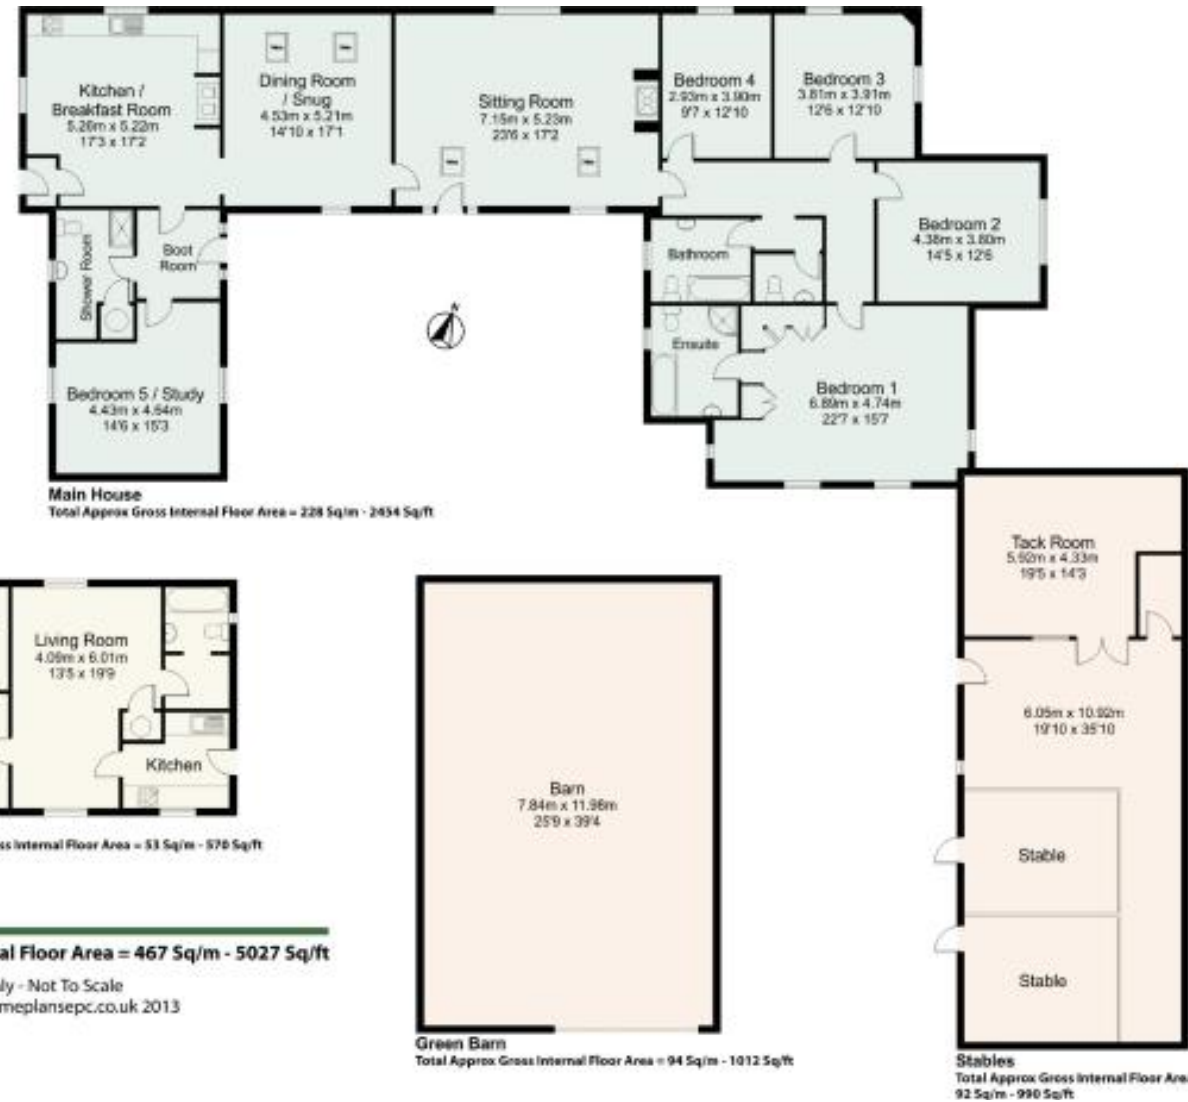 Kitchen /
Breakfast Room
5.26m x 5.22m
17'3 x 17'2
Dining Room
/ Snug
4.53m x 5.21m
14'10 x 17'1
Sitting Room
7.15m x 5.23m
23'6 x 17'2
Bedroom 4
2.93m x 3.90m
9'7 x 12'10
Bedroom 3
3.81m x 3.91m
12'6 x 12'10
Bedroom 2
4.38m x 3.80m
14'5 x 12'6
Shower Room
Boot
Room
Bathroom
N
Ensuite
Bedroom 5 / Study
4.43m x 4.64m
14'6 x 15'3
Bedroom 1
6.89m x 4.74m
22'7 x 15'7
Main House
Total Approx Gross Internal Floor Area = 228 Sq/m - 2454 Sq/ft
Tack Room
5.92m x 4.33m
19'5 x 14'3
Living Room
4.09m x 6.01m
13'5 x 19'9
Kitchen
6.05m x 10.92m
19'10 x 35'10
Barn
7.84m x 11.98m
25'9 x 39'4
ss Internal Floor Area = 53 Sq/m - 570 Sq/ft
Stable
Stable
al Floor Area = 467 Sq/m - 5027 Sq/ft
ly - Not To Scale
meplansepc.co.uk 2013
Green Barn
Total Approx Gross Internal Floor Area = 94 Sq/m - 1012 Sq/ft
Stables
Total Approx Gross Internal Floor Area
92 Sq/m - 990 Sq/ft